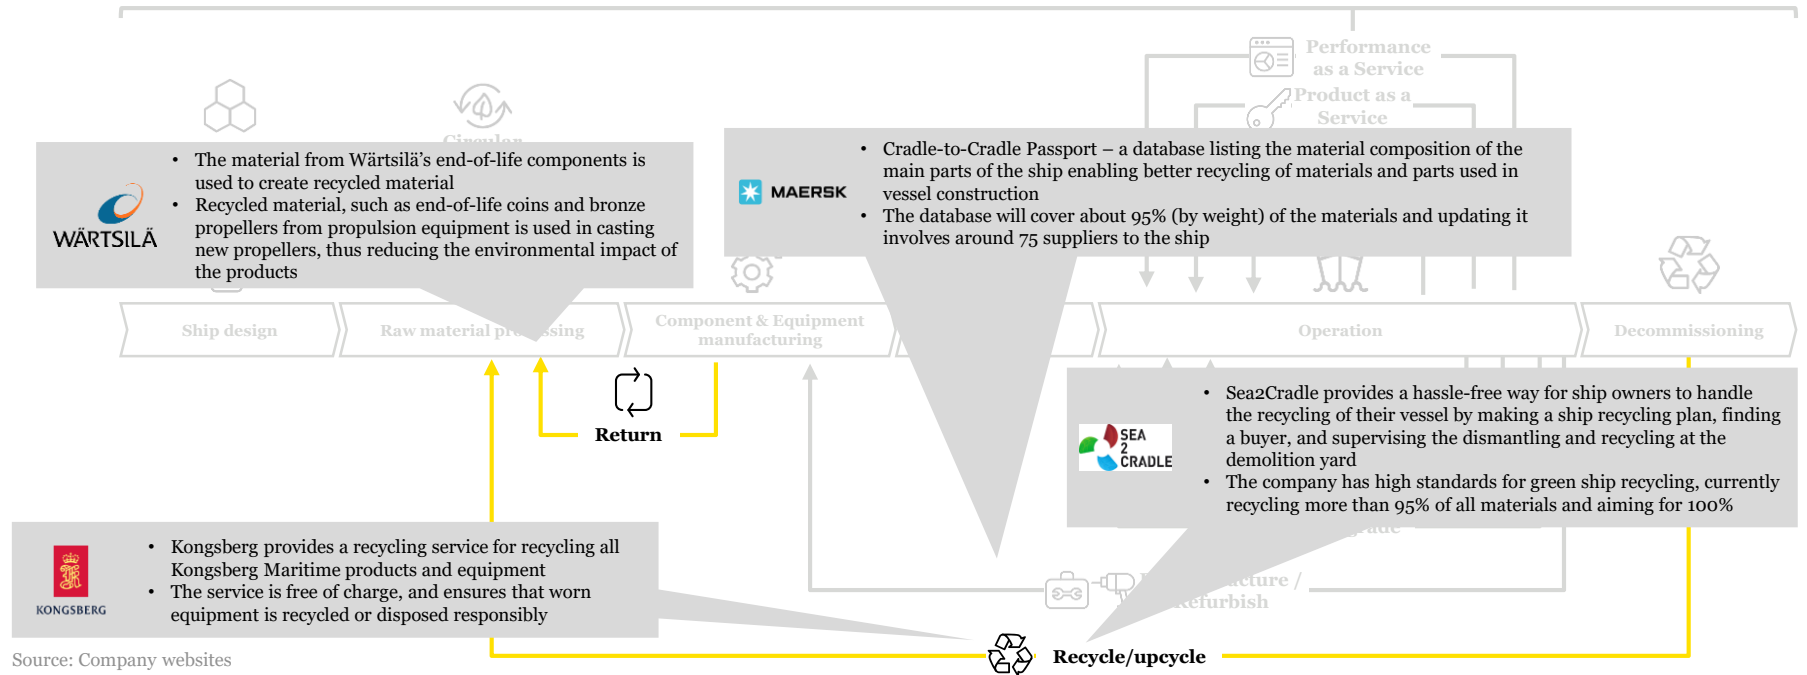 Performance
as a Service
Product as a
Service
Circular
• The material from Wärtsilä's end-of-life components is
used to create recycled material
• Recycled material, such as end-of-life coins and bronze
propellers from propulsion equipment is used in casting
new propellers, thus reducing the environmental impact of
the products
WÄRTSILÄ
• Cradle-to-Cradle Passport – a database listing the material composition of the
main parts of the ship enabling better recycling of materials and parts used in
vessel construction
• The database will cover about 95% (by weight) of the materials and updating it
involves around 75 suppliers to the ship
MAERSK
Ship design
Raw material
Component & Equipment
manufacturing
Operation
Decommissioning
Return
• Sea2Cradle provides a hassle-free way for ship owners to handle
the recycling of their vessel by making a ship recycling plan, finding
a buyer, and supervising the dismantling and recycling at the
demolition yard
• The company has high standards for green ship recycling, currently
recycling more than 95% of all materials and aiming for 100%
SEA
2
CRADLE
• Kongsberg provides a recycling service for recycling all
Kongsberg Maritime products and equipment
• The service is free of charge, and ensures that worn
equipment is recycled or disposed responsibly
KONGSBERG
/
Refurbish
Recycle/upcycle
Source: Company websites